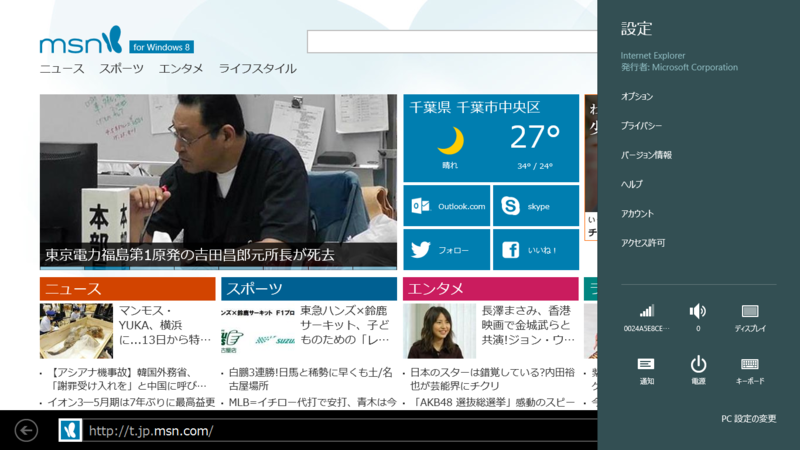 msn
for Windows 8
ニュース スポーツ エンタメ ライフスタイル
本部
東京電力福島第1原発の吉田昌郎元所長が死去
千葉県 千葉市中央区
27°
晴れ
34° / 24°
Outlook.com
skype
フォロー
いいね!
ニュース
マンモス・
YUKA、横浜
に...13日から特...
【アシアナ機事故】韓国外務省、
「謝罪受け入れを」と中国に呼び...
イオン3―5月期は7年ぶりに最高益更
スポーツ
東急ハンズ×鈴鹿
サーキット、子ど
ものための「レ...
白鵬3連勝!日馬と稀勢に早くも土/名
古屋場所
MLB=イチロー代打で安打、青木は今
エンタメ
長澤まさみ、香港
映画で金城武らと
共演!ジョン・ウ...
日本のスターは錯覚している?内田裕
也が芸能界にチクリ
「AKB48 選抜総選挙」感動のスピー
http://t.jp.msn.com/
設定
Internet Explorer
発行者: Microsoft Corporation
オプション
プライバシー
バージョン情報
ヘルプ
アカウント
アクセス許可
0024A5E8CE...
0
ディスプレイ
通知
電源
キーボード
PC 設定の変更